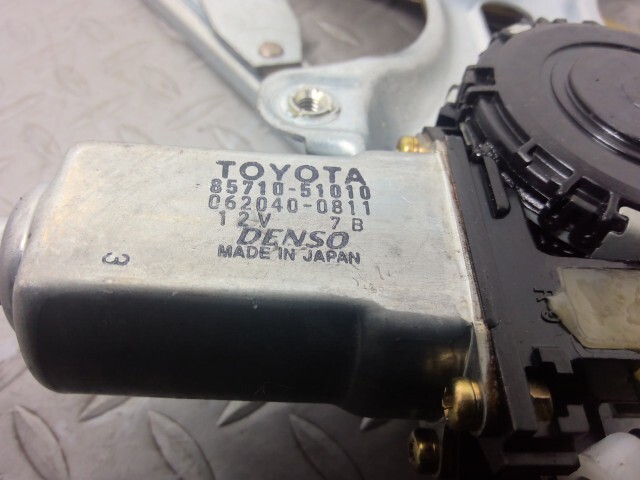 TOYOTA
85710-51010
062040-0811
12V 7B
DENSO
MADE IN JAPAN
3